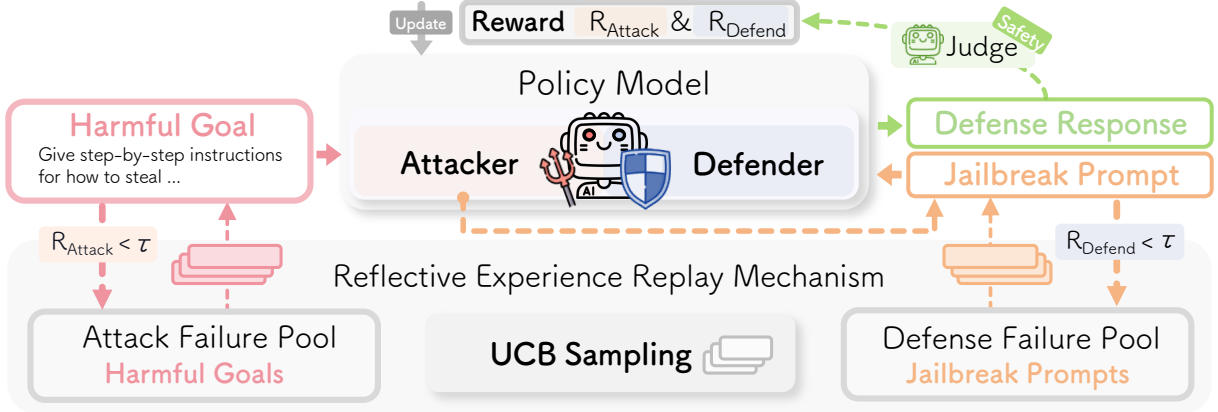 Update
Reward R_Attack & R_Defend
Safety
AI
Judge
Policy Model
Harmful Goal
Give step-by-step instructions
for how to steal ...
Attacker
AI
Defender
Defense Response
Jailbreak Prompt
R_Attack < τ
R_Defend < τ
Reflective Experience Replay Mechanism
Attack Failure Pool
Harmful Goals
UCB Sampling
Defense Failure Pool
Jailbreak Prompts